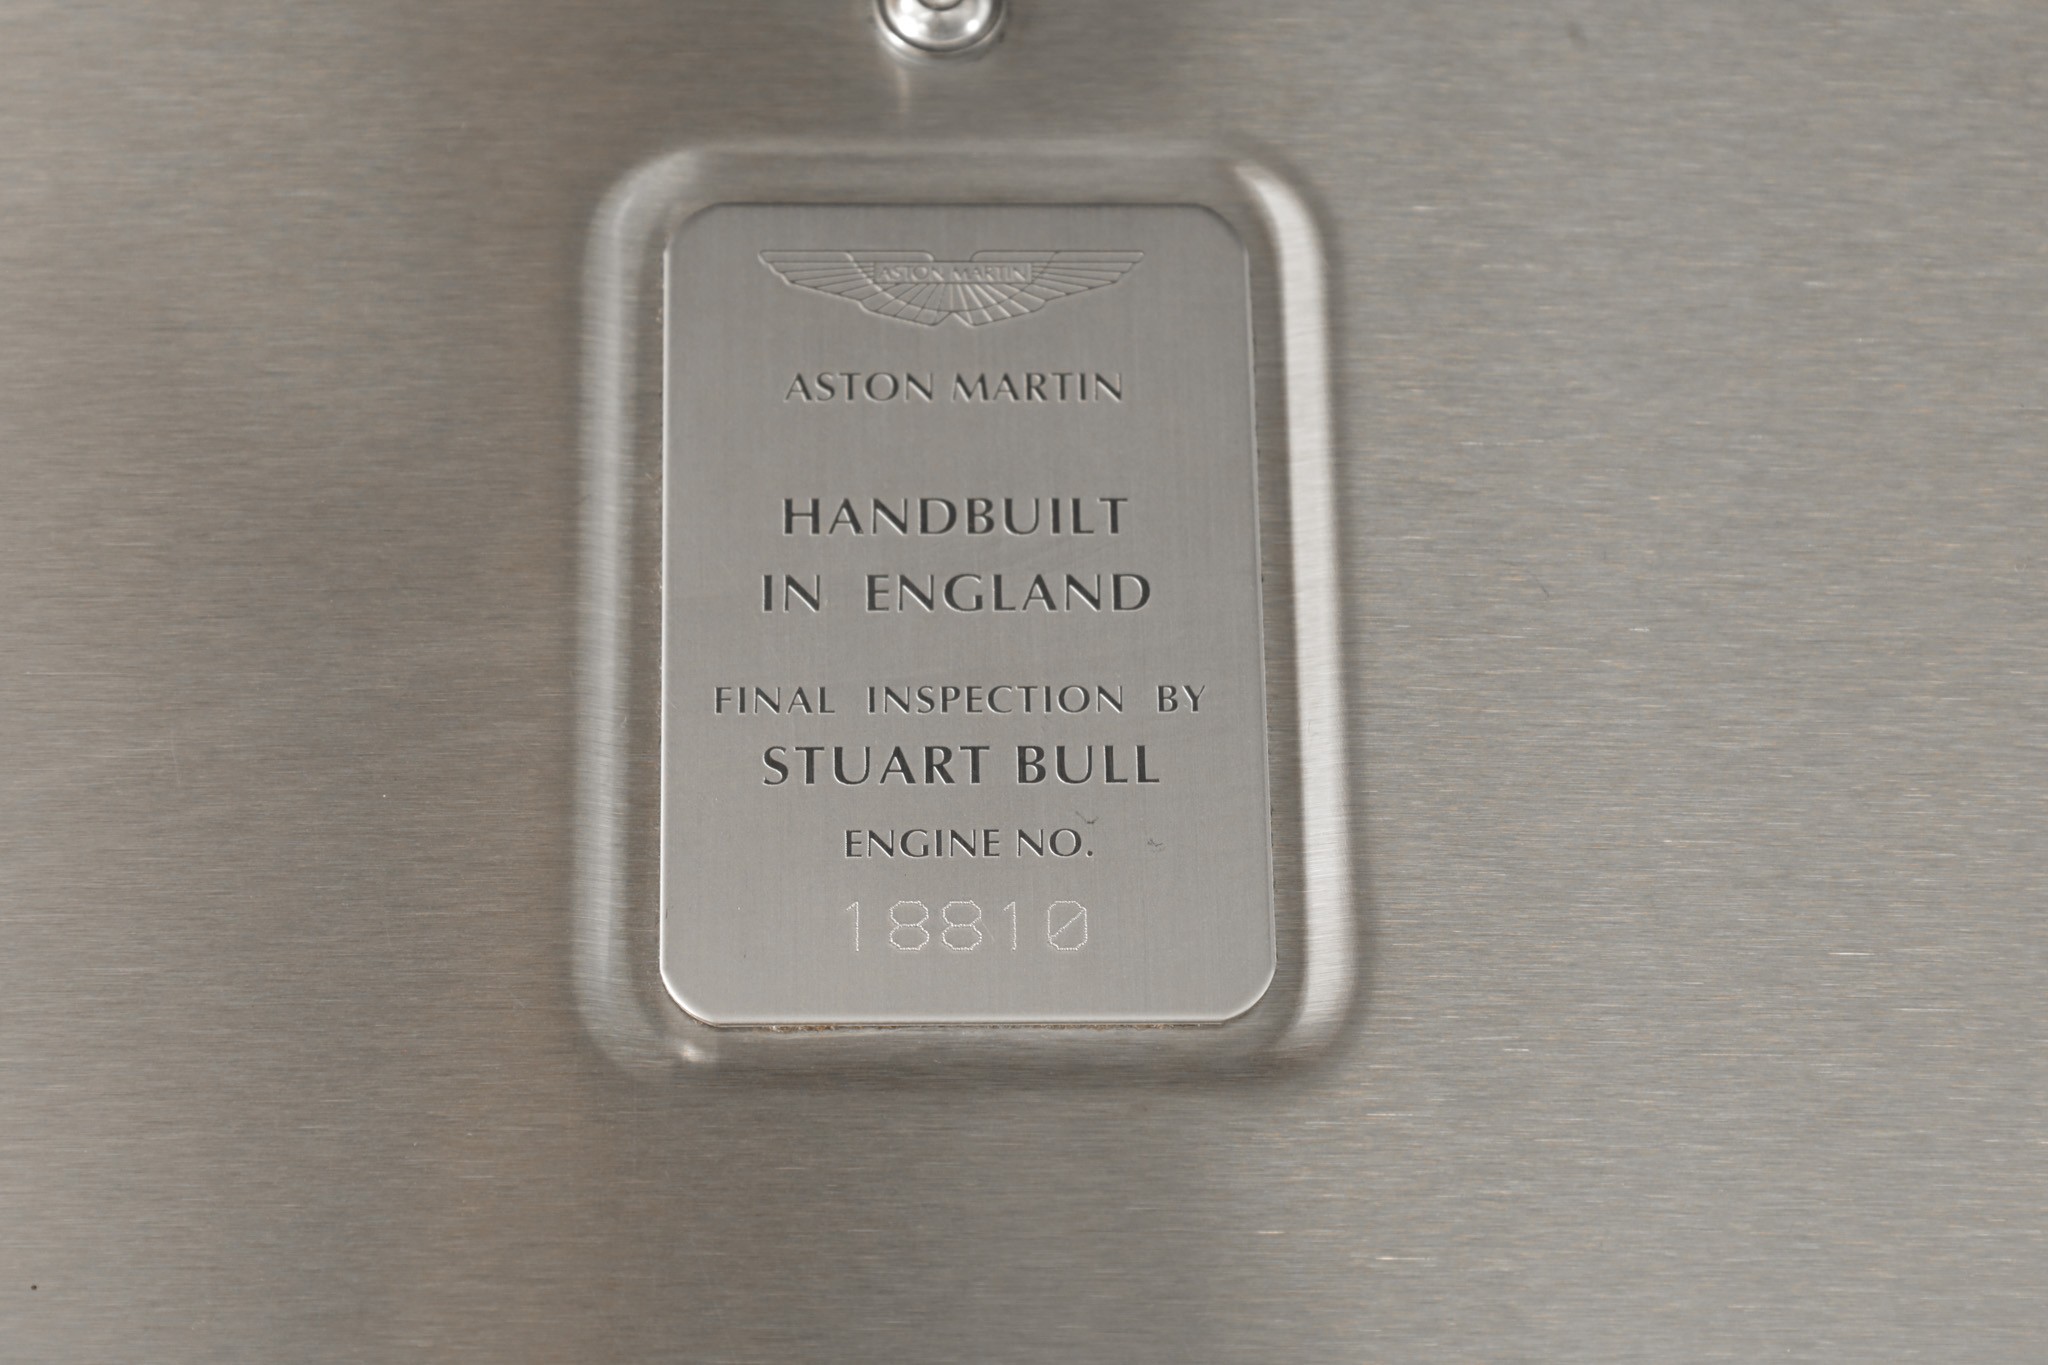 ASTON MARTIN
ASTON MARTIN
HANDBUILT
IN ENGLAND
FINAL INSPECTION BY
STUART BULL
ENGINE NO.
18810